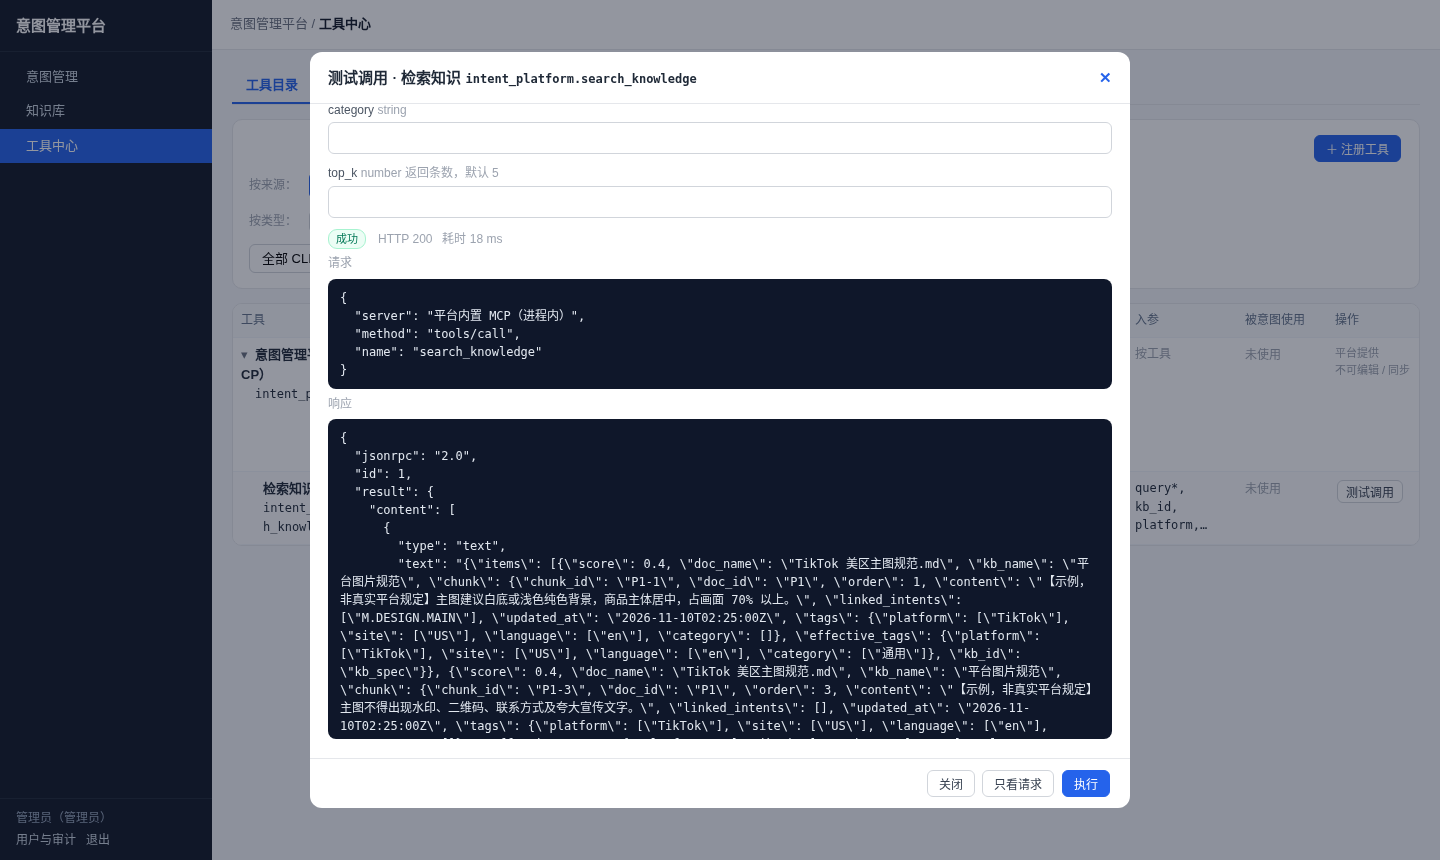 意图管理平台
意图管理
知识库
工具中心
管理员（管理员）
用户与审计 退出
意图管理平台 / 工具中心
工具目录
＋ 注册工具
按来源：
按类型：
全部 CLI
工具 入参 被意图使用 操作
▾ 意图管理平
CP）
intent_p
按工具 未使用 平台提供
不可编辑 / 同步
检索知识
intent_
h_knowl
query*,
kb_id,
platform,…
未使用 测试调用
测试调用 · 检索知识 intent_platform.search_knowledge ✕
category string
top_k number 返回条数，默认 5
成功 HTTP 200 耗时 18 ms
请求
{
"server": "平台内置 MCP（进程内）",
"method": "tools/call",
"name": "search_knowledge"
}
响应
{
"jsonrpc": "2.0",
"id": 1,
"result": {
"content": [
{
"type": "text",
"text": "{\"items\": [{\"score\": 0.4, \"doc_name\": \"TikTok 美区主图规范.md\", \"kb_name\": \"平
台图片规范\", \"chunk\": {\"chunk_id\": \"P1-1\", \"doc_id\": \"P1\", \"order\": 1, \"content\": \"【示例，
非真实平台规定】主图建议白底或浅色纯色背景，商品主体居中，占画面 70% 以上。\", \"linked_intents\":
[\"M.DESIGN.MAIN\"], \"updated_at\": \"2026-11-10T02:25:00Z\", \"tags\": {\"platform\": [\"TikTok\"],
\"site\": [\"US\"], \"language\": [\"en\"], \"category\": []}, \"effective_tags\": {\"platform\":
[\"TikTok\"], \"site\": [\"US\"], \"language\": [\"en\"], \"category\": [\"通用\"]}, \"kb_id\":
\"kb_spec\"}}, {\"score\": 0.4, \"doc_name\": \"TikTok 美区主图规范.md\", \"kb_name\": \"平台图片规范\",
\"chunk\": {\"chunk_id\": \"P1-3\", \"doc_id\": \"P1\", \"order\": 3, \"content\": \"【示例，非真实平台规定】
主图不得出现水印、二维码、联系方式及夸大宣传文字。\", \"linked_intents\": [], \"updated_at\": \"2026-11-
10T02:25:00Z\", \"tags\": {\"platform\": [\"TikTok\"], \"site\": [\"US\"], \"language\": [\"en\"],
关闭 只看请求 执行